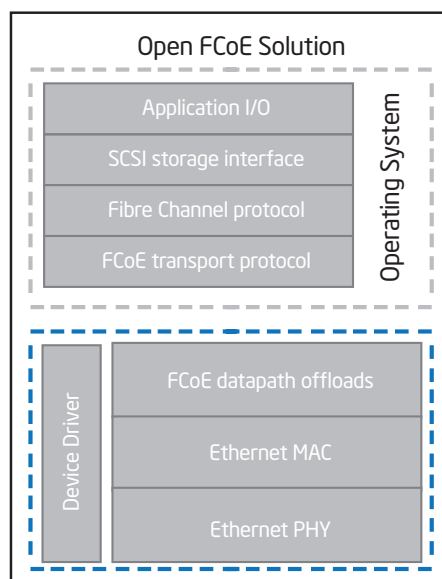 Open FCoE Solution
Application I/O
SCSI storage interface
Fibre Channel protocol
FCoE transport protocol
Operating System
Device Driver
FCoE datapath offloads
Ethernet MAC
Ethernet PHY